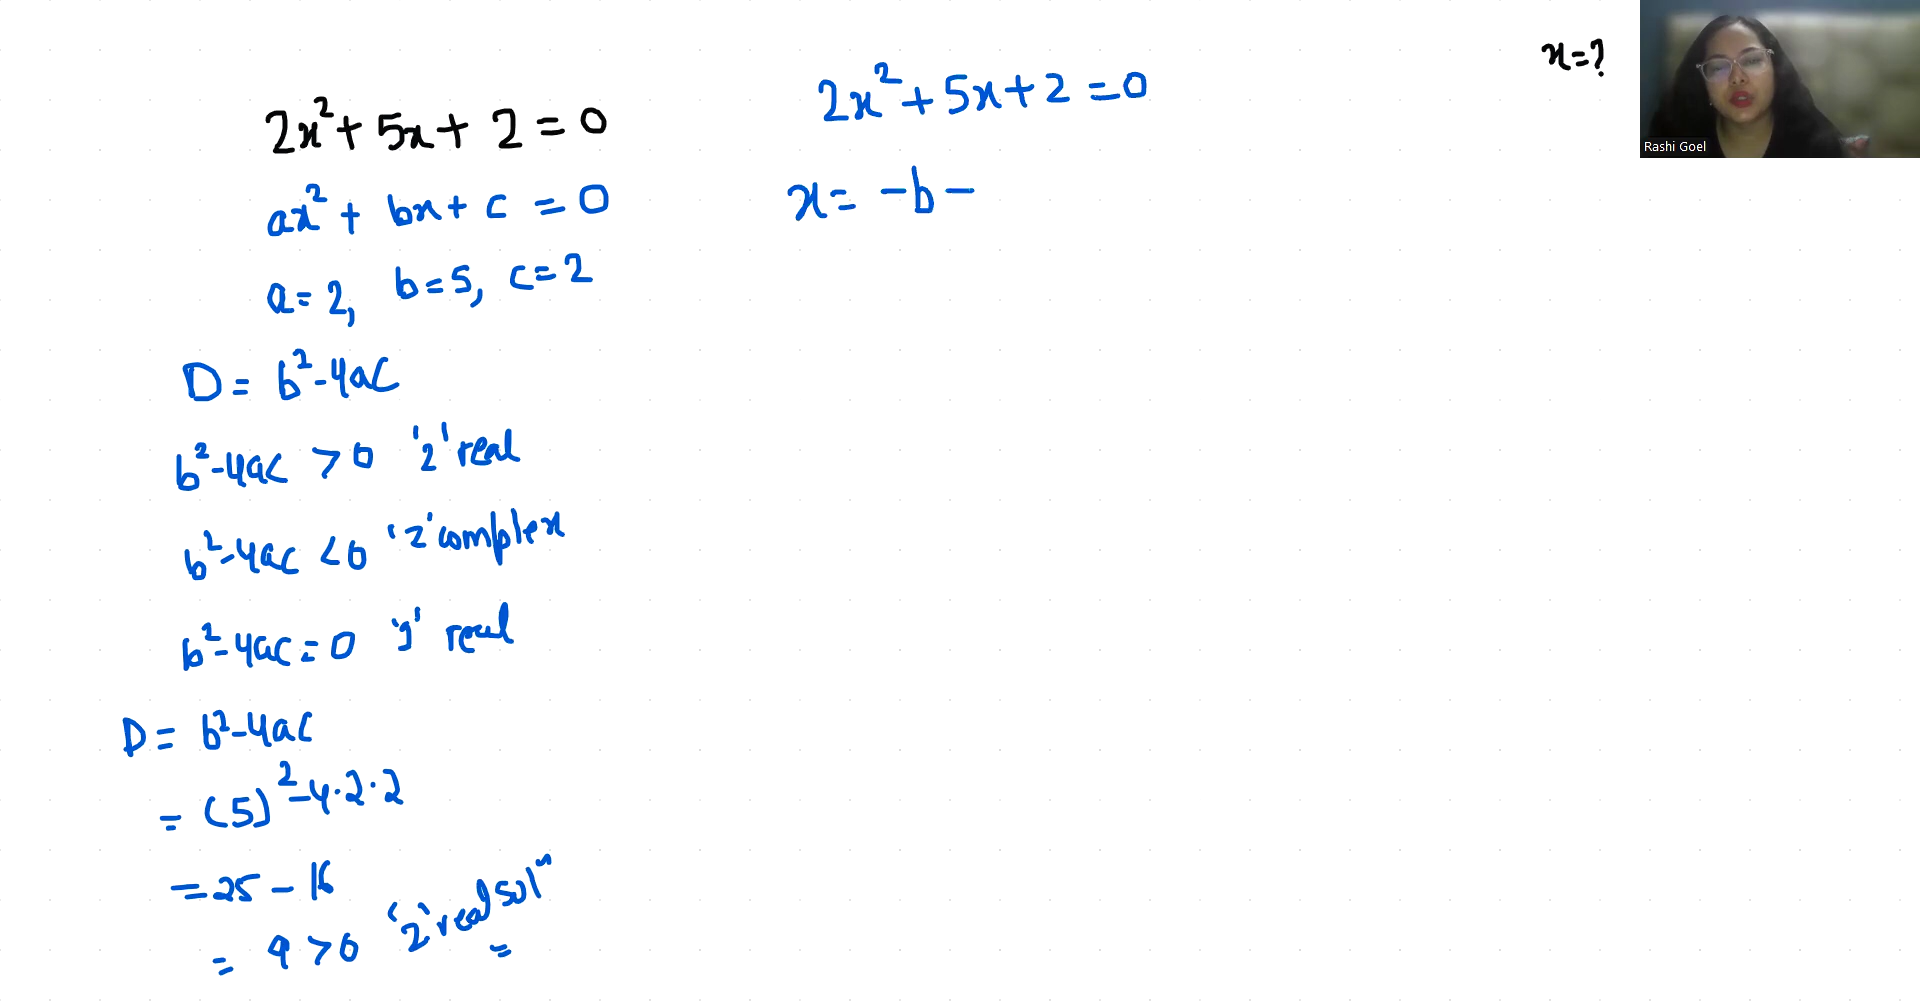 2x²+ 5x + 2 = 0
ax² + bx + c = 0
a = 2, b = 5, c = 2
D = b²-4ac
b²-4ac > 0 '2' real
b²-4ac < 0 '2' complex
b²-4ac = 0 '1' real
D = b²-4ac
= (5)²-4·2·2
= 25 - 16
= 9 > 0 '2' real solⁿ
2x² + 5x + 2 = 0
x = -b -
x = ?
Rashi Goel